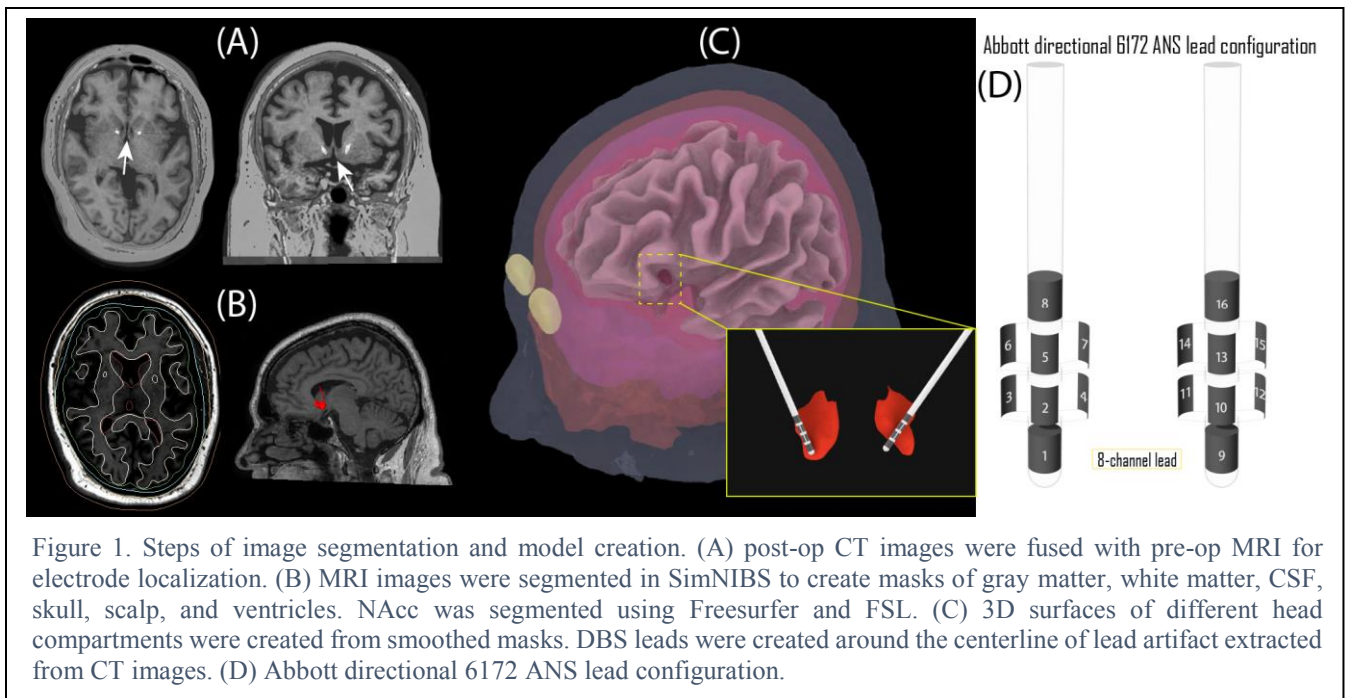 (A)
(B)
(C)
Abbott directional 6172 ANS lead configuration
(D)
8
16
6
5
7
14
13
15
3
2
4
11
10
12
1
9
8-channel lead
Figure 1. Steps of image segmentation and model creation. (A) post-op CT images were fused with pre-op MRI for
electrode localization. (B) MRI images were segmented in SimNIBS to create masks of gray matter, white matter, CSF,
skull, scalp, and ventricles. NAcc was segmented using Freesurfer and FSL. (C) 3D surfaces of different head
compartments were created from smoothed masks. DBS leads were created around the centerline of lead artifact extracted
from CT images. (D) Abbott directional 6172 ANS lead configuration.